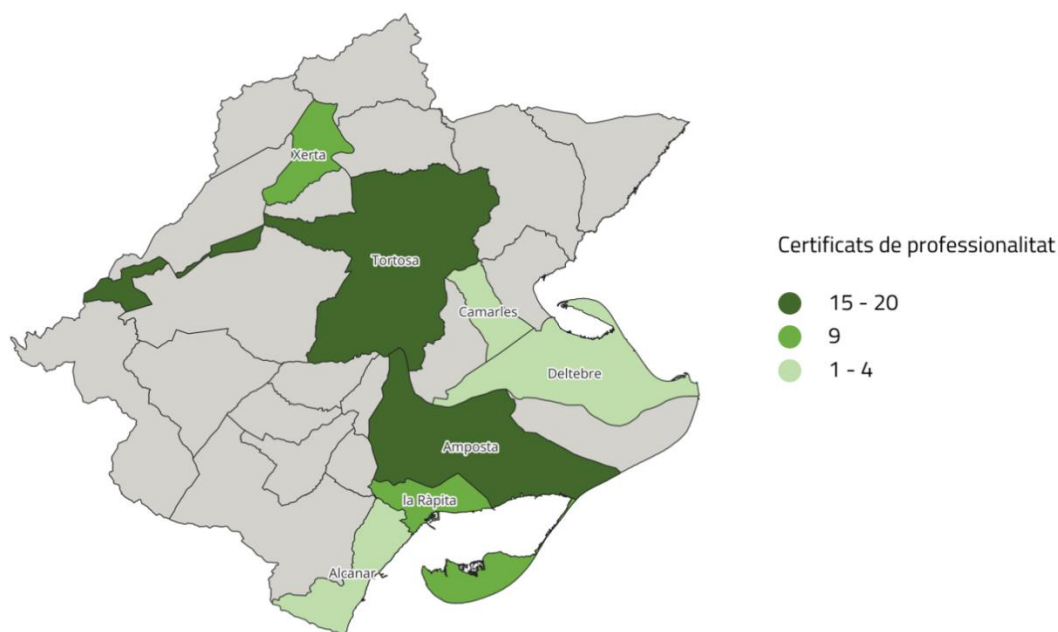 Xerta
Tortosa
Camarles
Deltebre
Amposta
la Ràpita
Alcanar
Certificats de professionalitat
15 - 20
9
1 - 4